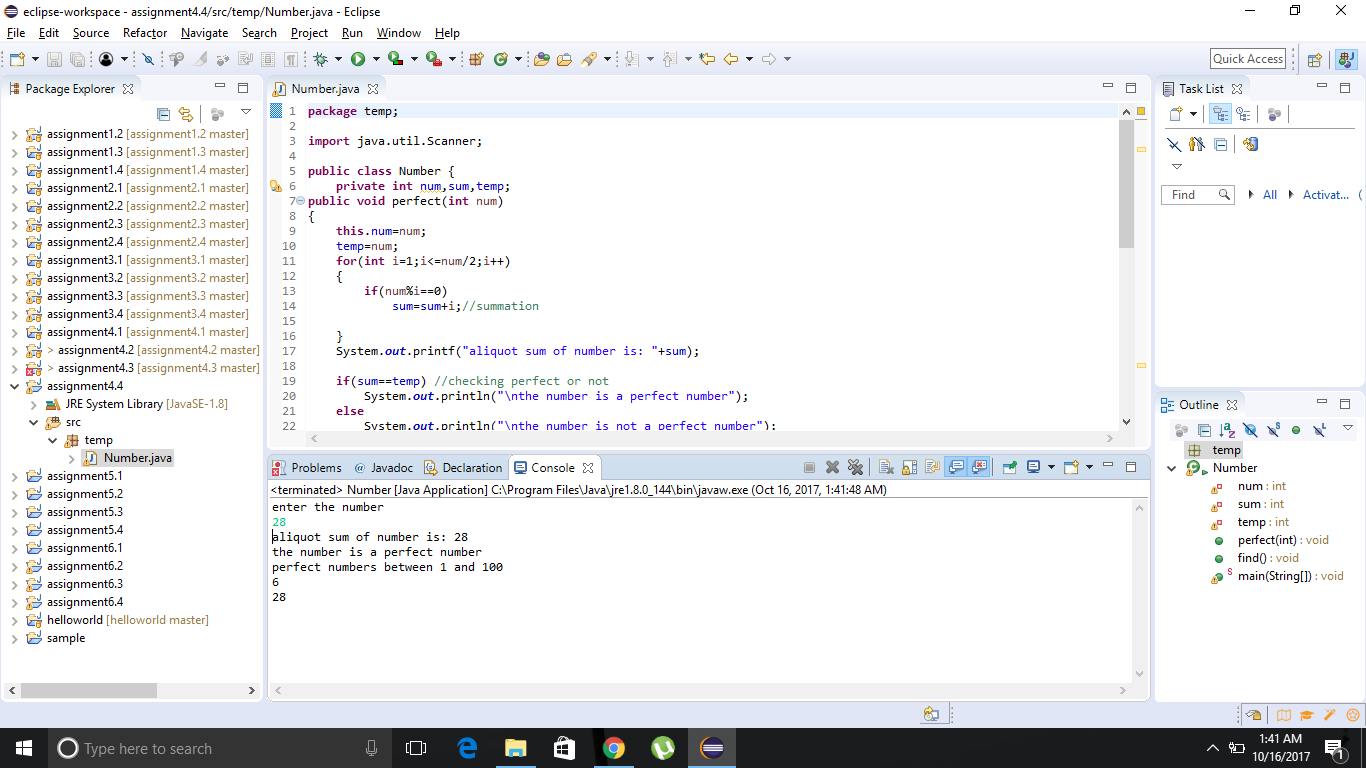 eclipse-workspace - assignment4.4/src/temp/Number.java - Eclipse
File Edit Source Refactor Navigate Search Project Run Window Help
Quick Access
Package Explorer
assignment1.2 [assignment1.2 master]
assignment1.3 [assignment1.3 master]
assignment1.4 [assignment1.4 master]
assignment2.1 [assignment2.1 master]
assignment2.2 [assignment2.2 master]
assignment2.3 [assignment2.3 master]
assignment2.4 [assignment2.4 master]
assignment3.1 [assignment3.1 master]
assignment3.2 [assignment3.2 master]
assignment3.3 [assignment3.3 master]
assignment3.4 [assignment3.4 master]
assignment4.1 [assignment4.1 master]
> assignment4.2 [assignment4.2 master]
> assignment4.3 [assignment4.3 master]
assignment4.4
JRE System Library [JavaSE-1.8]
src
temp
Number.java
assignment5.1
assignment5.2
assignment5.3
assignment5.4
assignment6.1
assignment6.2
assignment6.3
assignment6.4
helloworld [helloworld master]
sample
Number.java
1 package temp;
2
3 import java.util.Scanner;
4
5 public class Number {
6 private int num,sum,temp;
7 public void perfect(int num)
8 {
9 this.num=num;
10 temp=num;
11 for(int i=1;i<=num/2;i++)
12 {
13 if(num%i==0)
14 sum=sum+i;//summation
15
16 }
17 System.out.printf("aliquot sum of number is: "+sum);
18
19 if(sum==temp) //checking perfect or not
20 System.out.println("\nthe number is a perfect number");
21 else
22 System.out.println("\nthe number is not a perfect number");
Problems @ Javadoc Declaration Console
<terminated> Number [Java Application] C:\Program Files\Java\jre1.8.0_144\bin\javaw.exe (Oct 16, 2017, 1:41:48 AM)
enter the number
28
aliquot sum of number is: 28
the number is a perfect number
perfect numbers between 1 and 100
6
28
Task List
Find All Activat...
Outline
temp
Number
num : int
sum : int
temp : int
perfect(int) : void
find() : void
main(String[]) : void
Type here to search
1:41 AM
10/16/2017
1